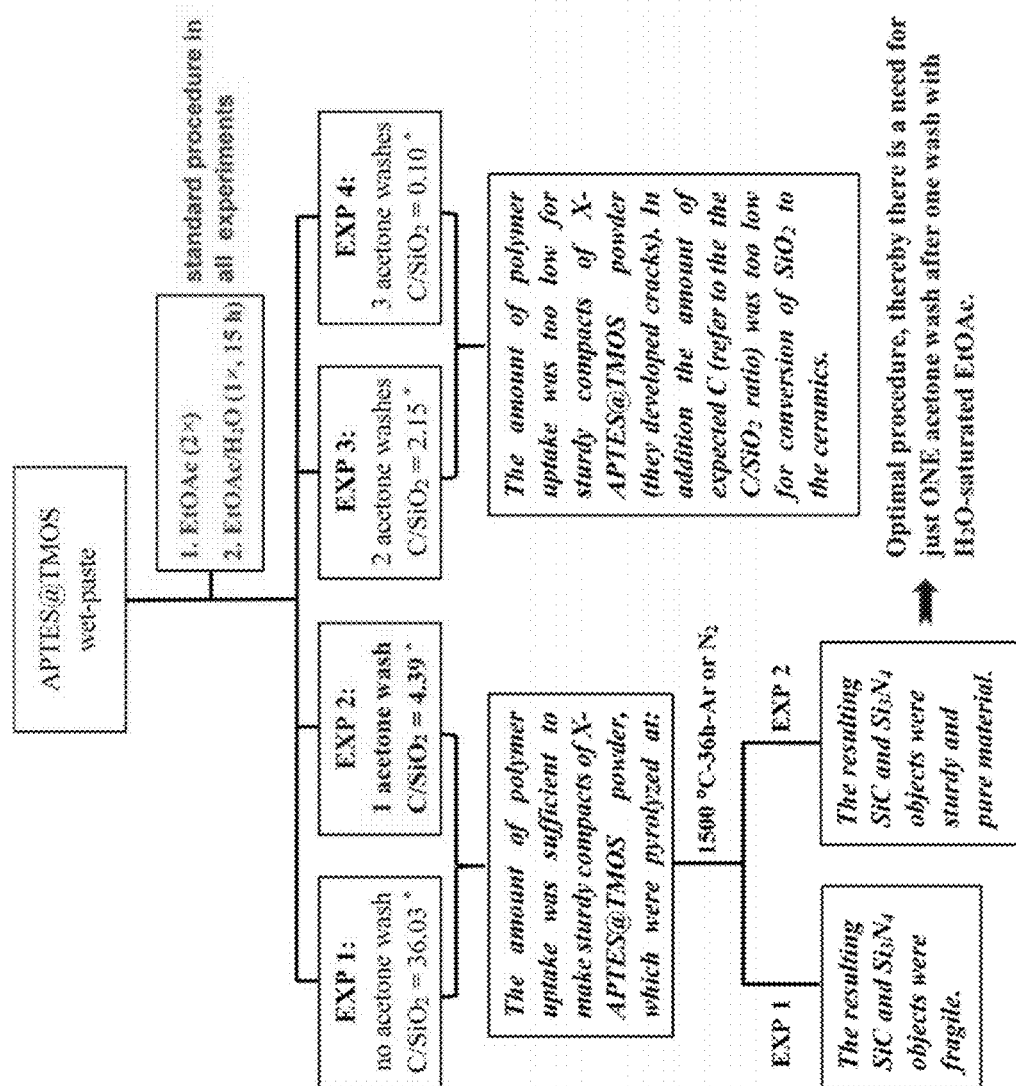 APTES@TMOS
wet-paste
1. EtOAc (2×)
2. EtOAc/H₂O (1×, 15 h)
standard procedure in
all experiments
EXP 1:
no acetone wash
C/SiO₂ = 36.03 *
EXP 2:
1 acetone wash
C/SiO₂ = 4.39 *
EXP 3:
2 acetone washes
C/SiO₂ = 2.15 *
EXP 4:
3 acetone washes
C/SiO₂ = 0.10 *
The amount of polymer
uptake was sufficient to
make sturdy compacts of X-
APTES@TMOS powder,
which were pyrolyzed at:
The amount of polymer
uptake was too low for
sturdy compacts of X-
APTES@TMOS powder
(they developed cracks). In
addition the amount of
expected C (refer to the the
C/SiO₂ ratio) was too low
for conversion of SiO₂ to
the ceramics.
1500 °C-36h-Ar or N₂
EXP 1
EXP 2
The resulting
SiC and Si₃N₄
objects were
fragile.
The resulting
SiC and Si₃N₄
objects were
sturdy and
pure material.
Optimal procedure, thereby there is a need for
just ONE acetone wash after one wash with
H₂O-saturated EtOAc.